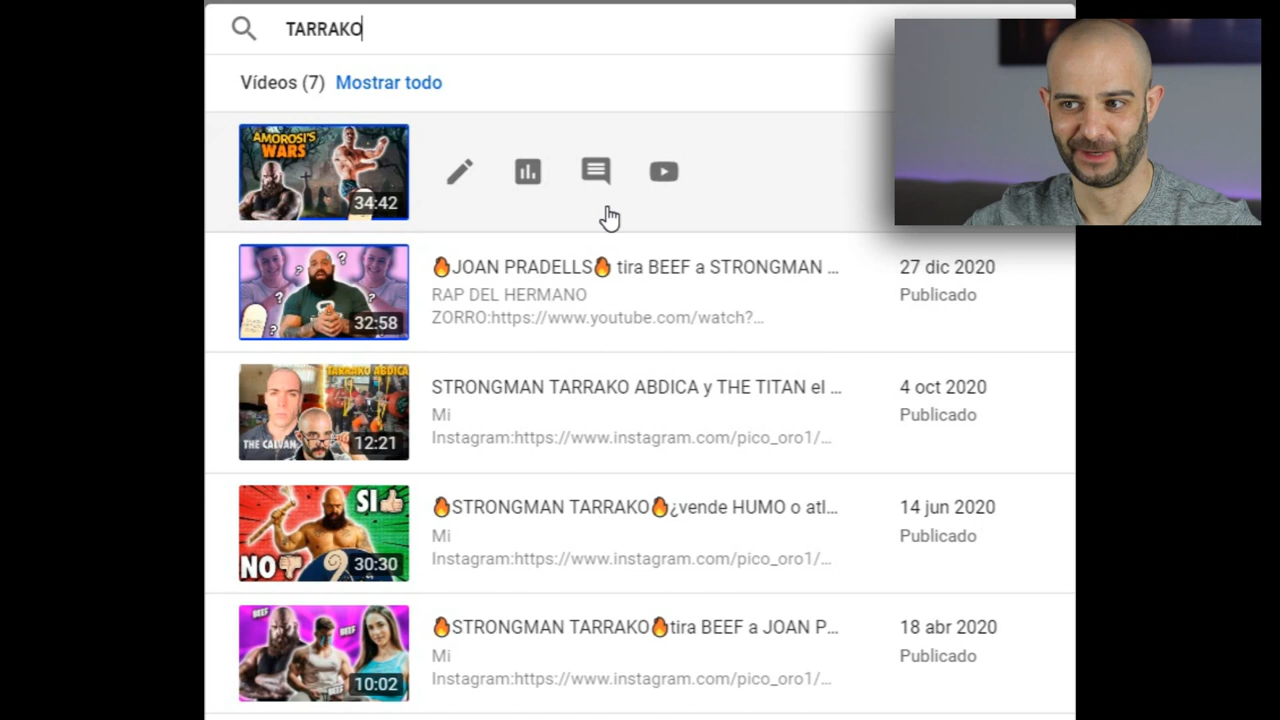 TARRAKO
Vídeos (7) Mostrar todo
AMOROSI'S
WARS
34:42
🔥JOAN PRADELLS🔥 tira BEEF a STRONGMAN ...
27 dic 2020
RAP DEL HERMANO
Publicado
ZORRO:https://www.youtube.com/watch?...
32:58
STRONGMAN TARRAKO ABDICA y THE TITAN el ...
4 oct 2020
Mi
Publicado
Instagram:https://www.instagram.com/pico_oro1/...
TARRAKO ABDICA
THE CALVAN
12:21
🔥STRONGMAN TARRAKO🔥¿vende HUMO o atl...
14 jun 2020
Mi
Publicado
Instagram:https://www.instagram.com/pico_oro1/...
SI
NO
30:30
🔥STRONGMAN TARRAKO🔥tira BEEF a JOAN P...
18 abr 2020
Mi
Publicado
Instagram:https://www.instagram.com/pico_oro1/...
BEEF
BEEF
10:02